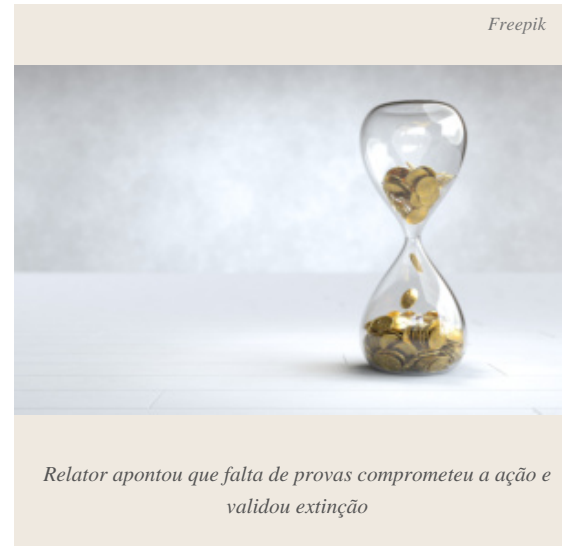 Freepik
Relator apontou que falta de provas comprometeu a ação e
validou extinção